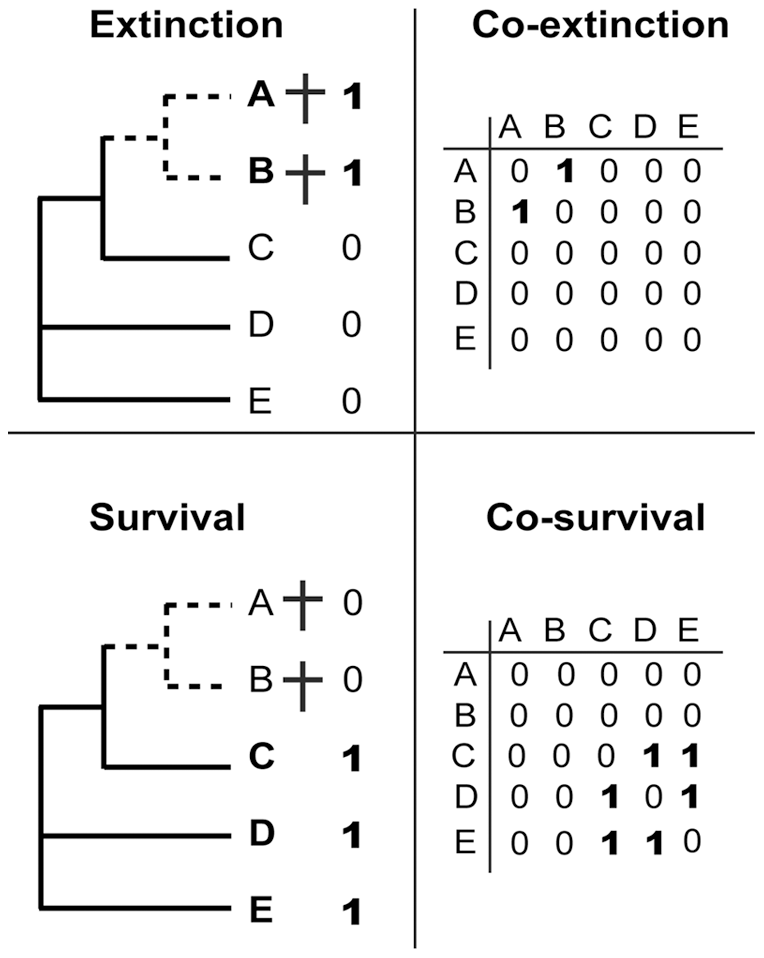 Extinction
A † 1
B † 1
C 0
D 0
E 0
Co-extinction
A B C D E
A 0 1 0 0 0
B 1 0 0 0 0
C 0 0 0 0 0
D 0 0 0 0 0
E 0 0 0 0 0
Survival
A † 0
B † 0
C 1
D 1
E 1
Co-survival
A B C D E
A 0 0 0 0 0
B 0 0 0 0 0
C 0 0 0 1 1
D 0 0 1 0 1
E 0 0 1 1 0